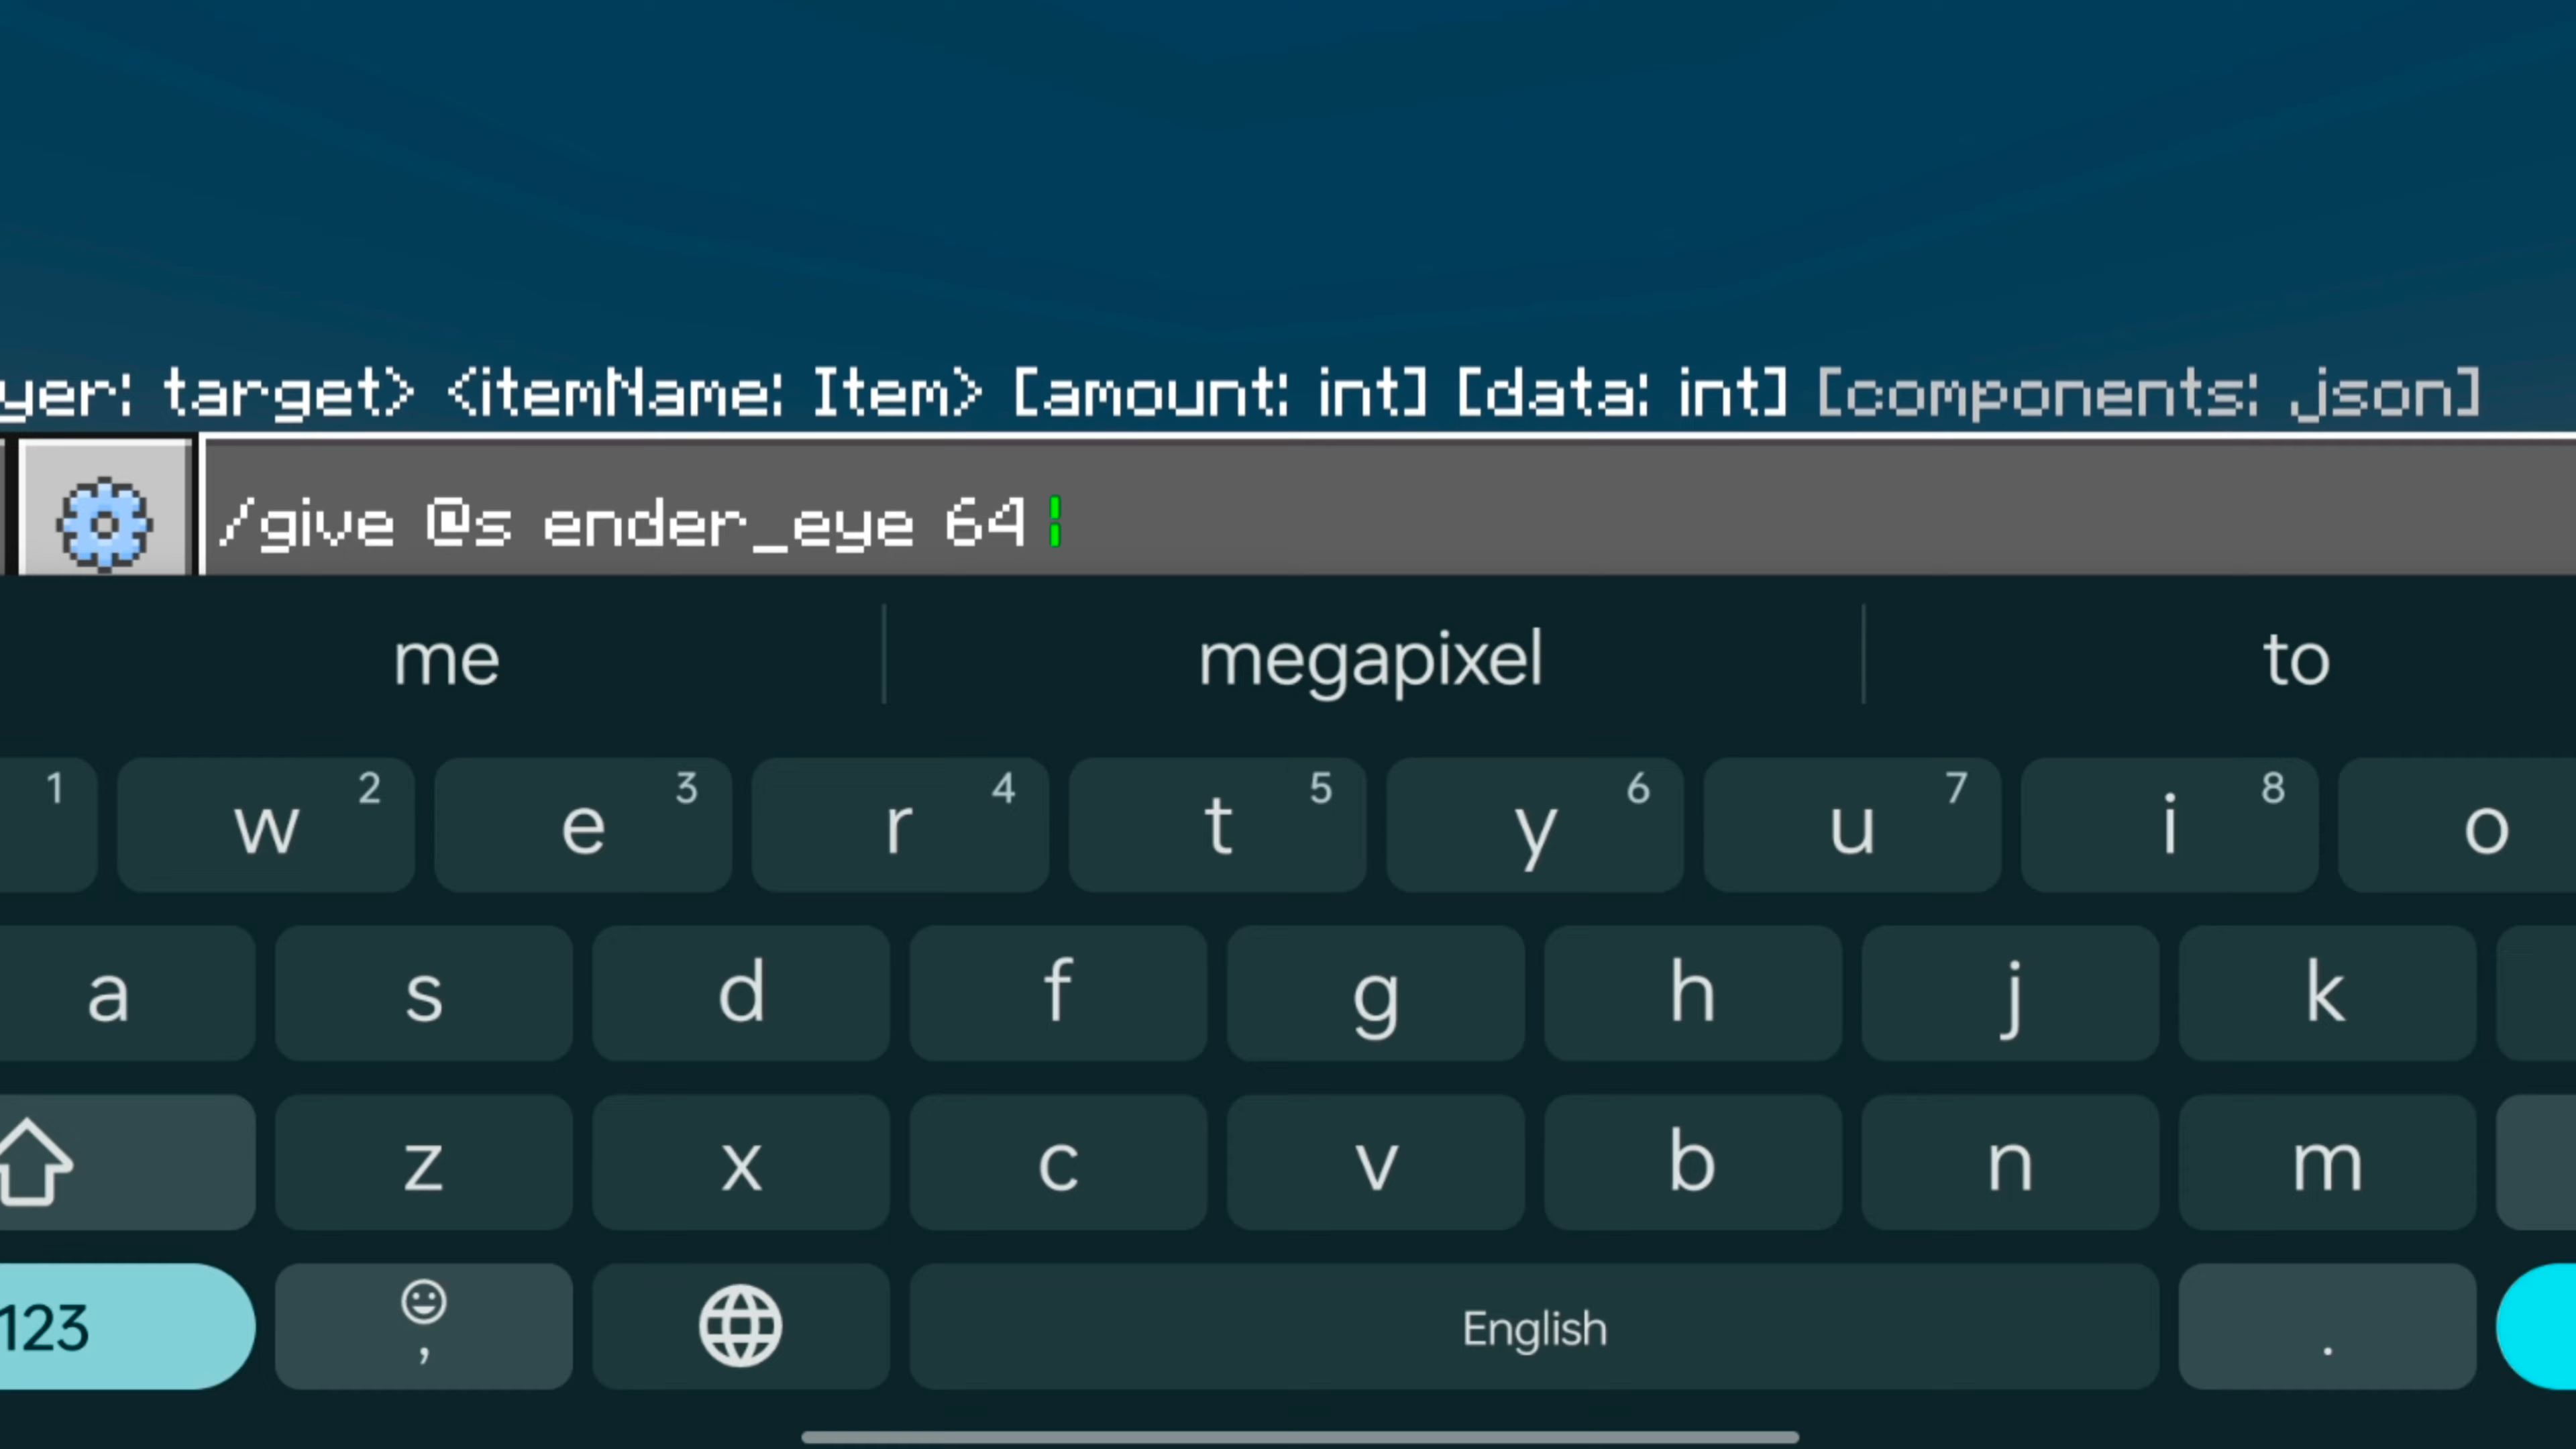 yer: target> <itemName: Item> [amount: int] [data: int] [components: json]
/give @s ender_eye 64
me megapixel to
1 w 2 e 3 r 4 t 5 y 6 u 7 i 8 o
a s d f g h j k
z x c v b n m
123 , English .